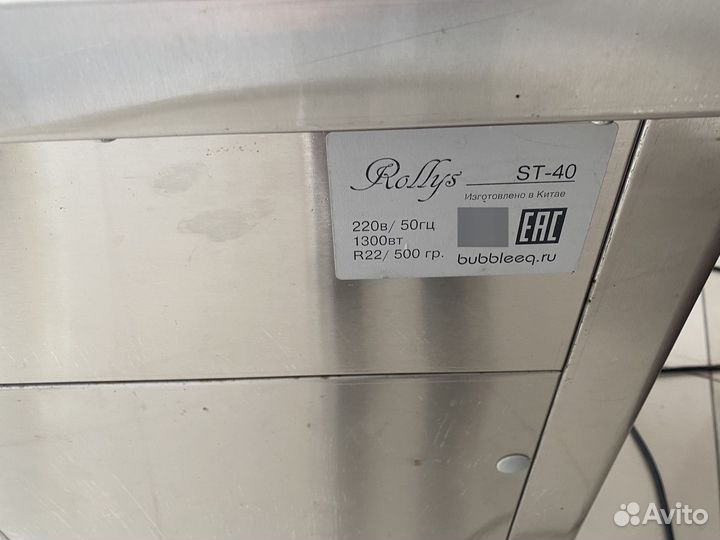 Rollys ST-40
Изготовлено в Китае
220в/ 50гц
1300вт
R22/ 500 гр.
EAC
bubbleeq.ru
Avito